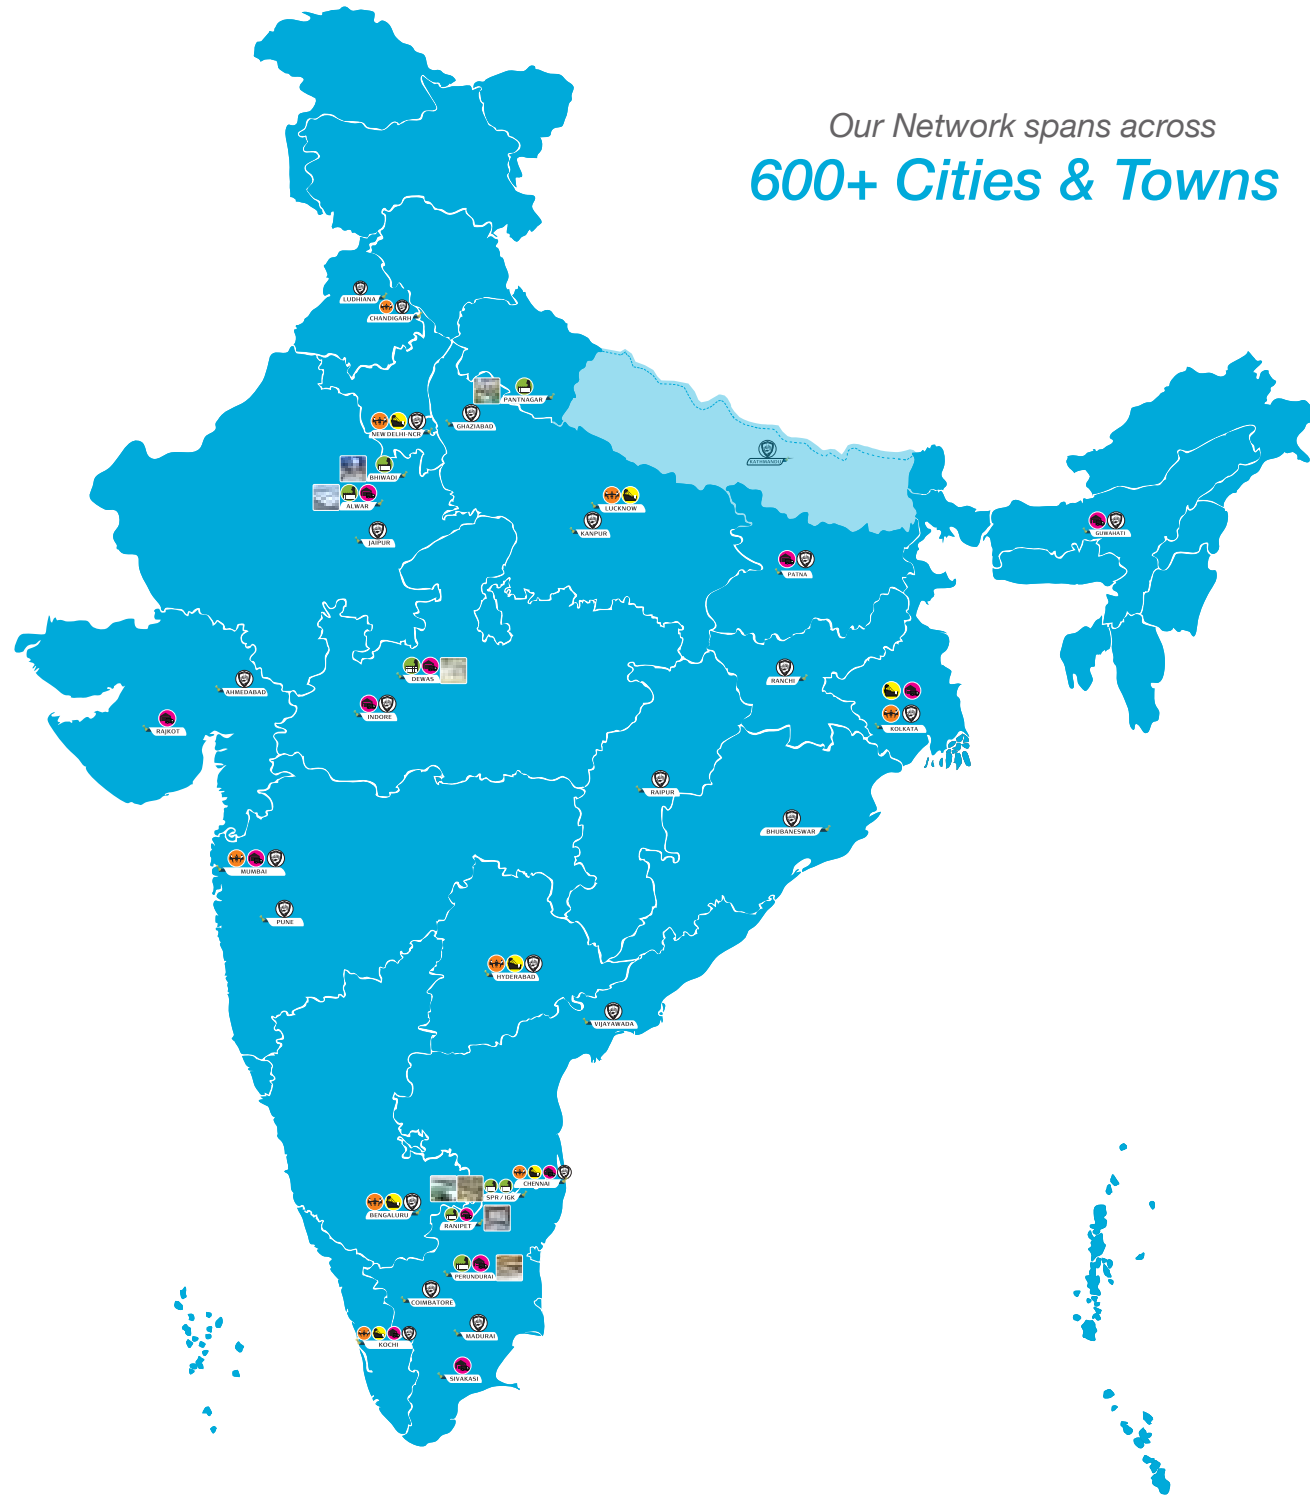 Our Network spans across
600+ Cities & Towns
LUDHIANA
CHANDIGARH
PANTNAGAR
GHAZIABAD
NEW DELHI-NCR
KATHMANDU
BHIWADI
ALWAR
LUCKNOW
KANPUR
JAIPUR
GUWAHATI
PATNA
DEWAS
RANCHI
AHMEDABAD
INDORE
RAJKOT
KOLKATA
RAIPUR
BHUBANESWAR
MUMBAI
PUNE
HYDERABAD
VIJAYAWADA
CHENNAI
SPR / IGK
BENGALURU
RANIPET
PERUNDURAI
COIMBATORE
MADURAI
KOCHI
SIVAKASI